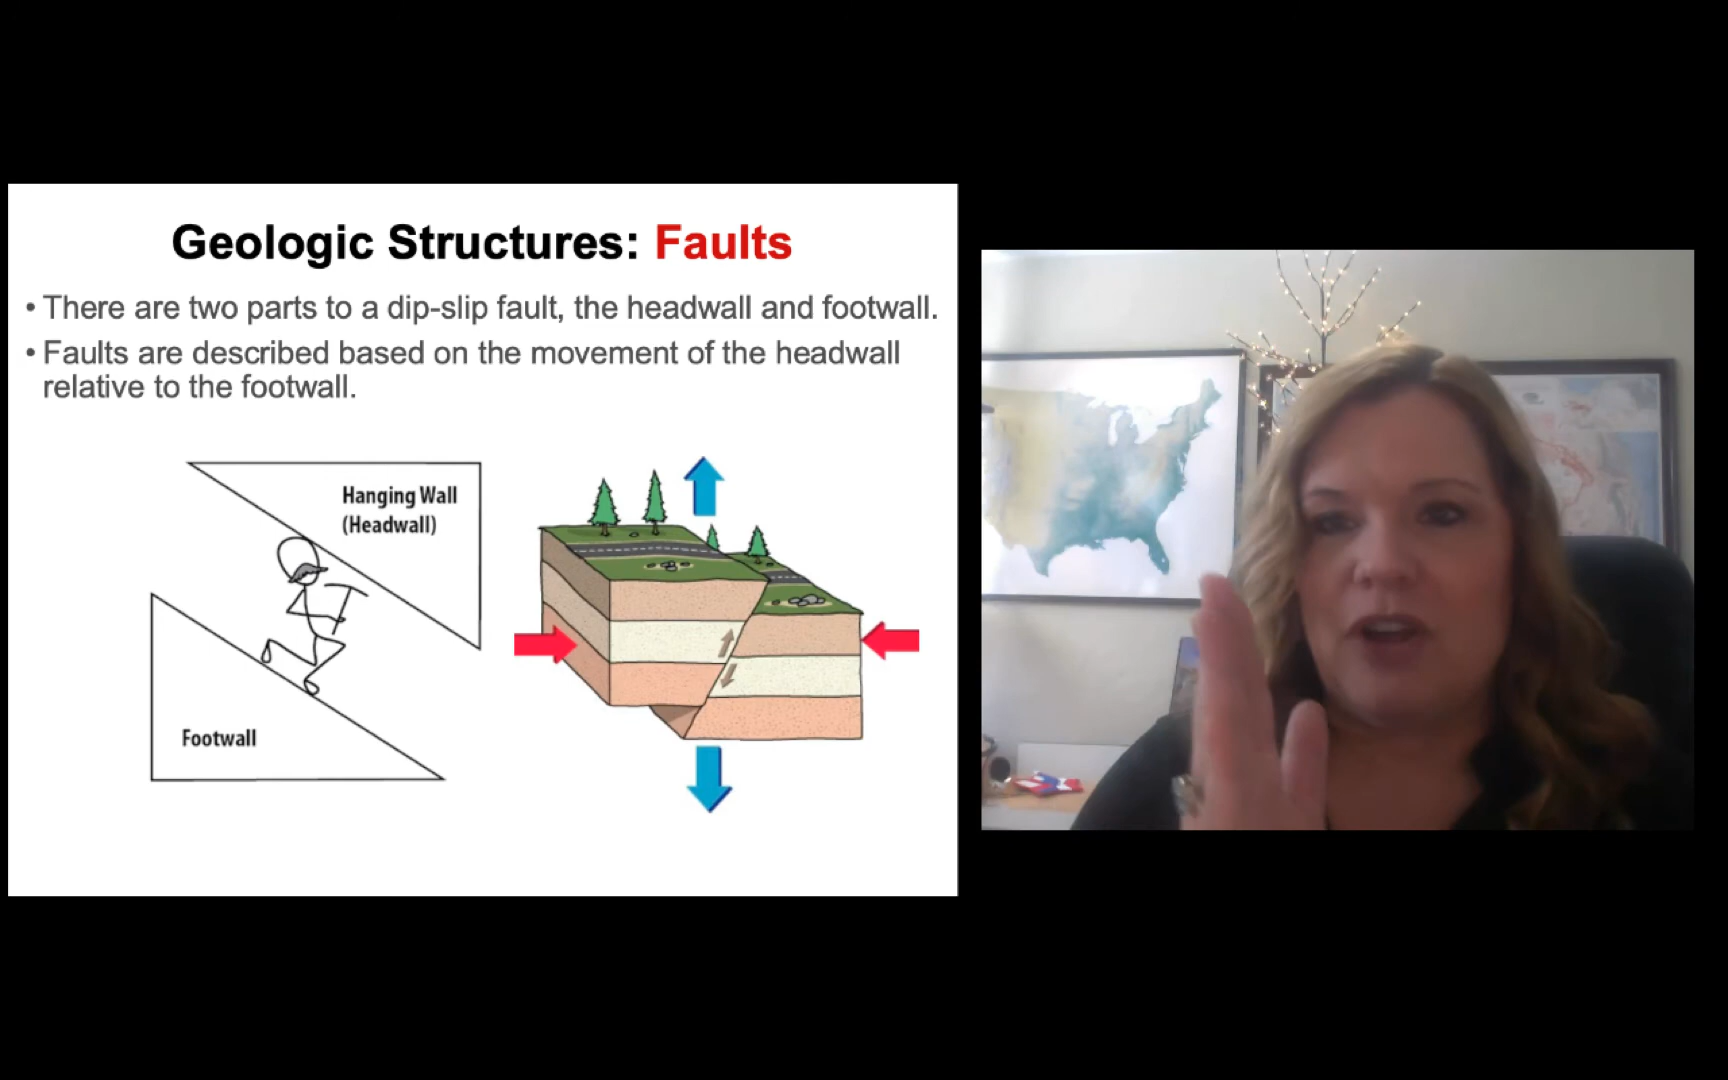 Geologic Structures: Faults
• There are two parts to a dip-slip fault, the headwall and footwall.
• Faults are described based on the movement of the headwall
relative to the footwall.
Hanging Wall
(Headwall)
Footwall